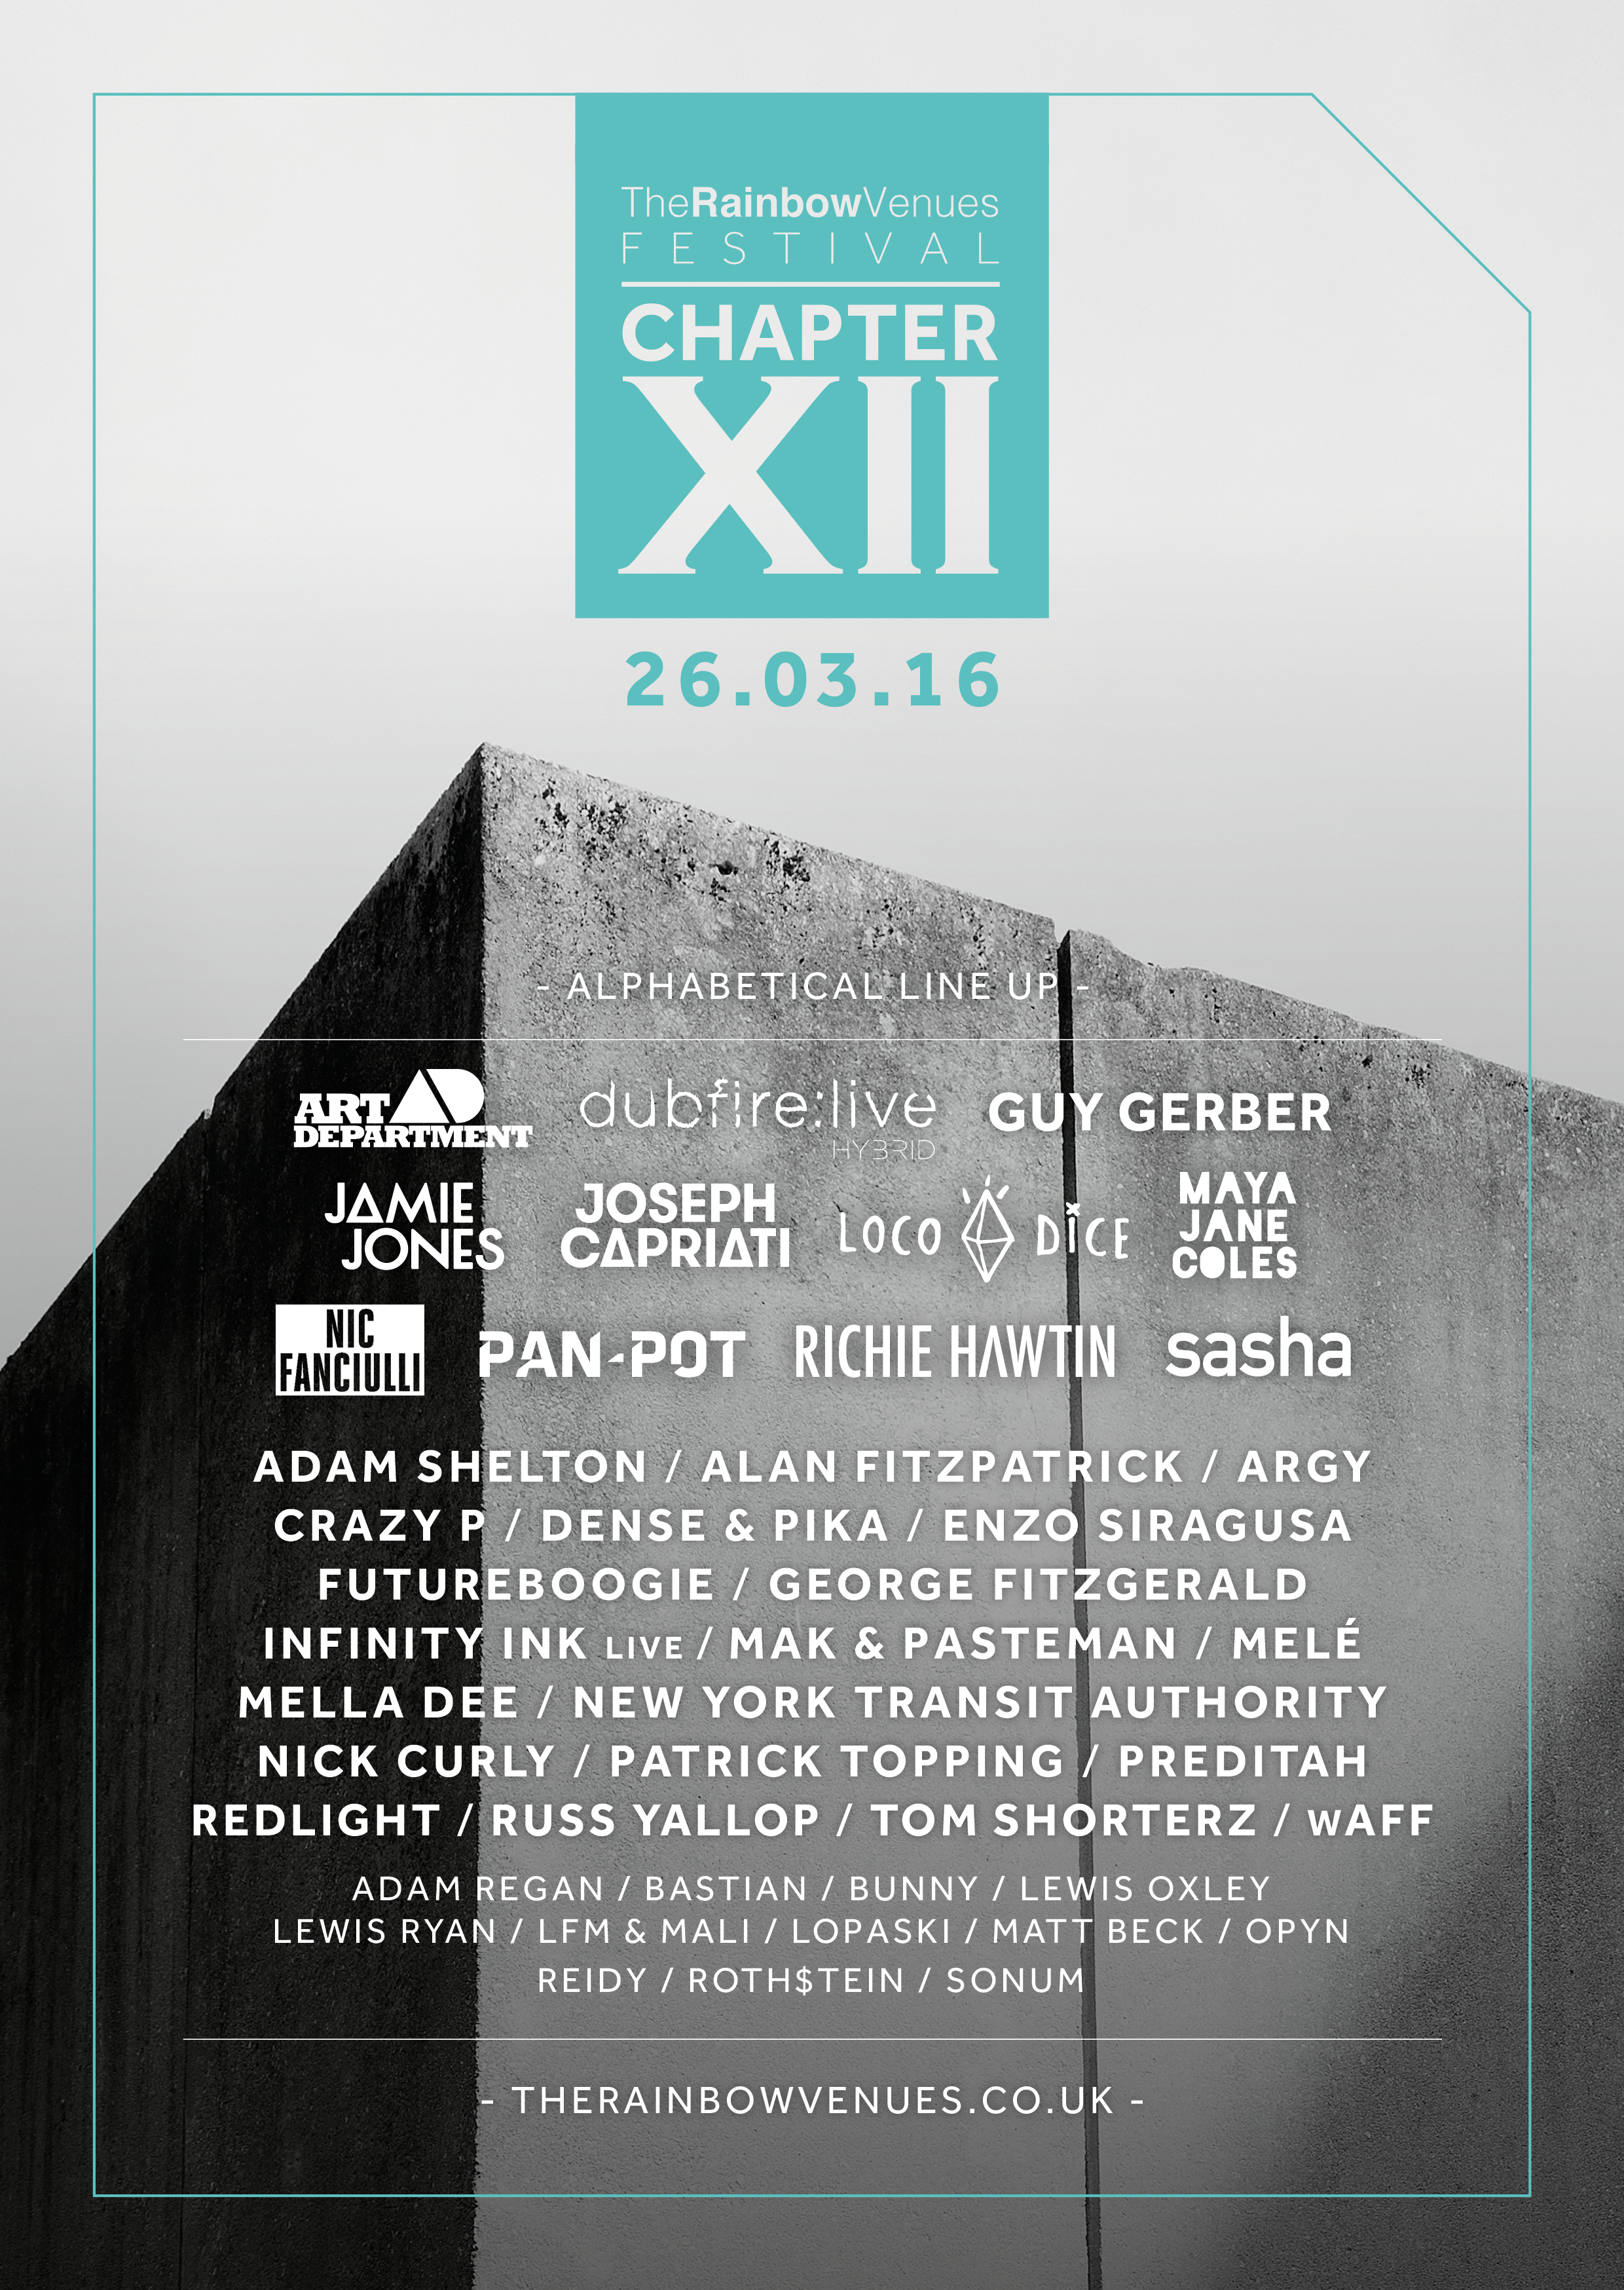 TheRainbowVenues
FESTIVAL
CHAPTER
XII
26.03.16
- ALPHABETICAL LINE UP -
ART DEPARTMENT dubfire:live HYBRID GUY GERBER
JAMIE JONES JOSEPH CAPRIATI LOCO DICE MAYA JANE COLES
NIC FANCIULLI PAN-POT RICHIE HAWTIN sasha
ADAM SHELTON / ALAN FITZPATRICK / ARGY
CRAZY P / DENSE & PIKA / ENZO SIRAGUSA
FUTUREBOOGIE / GEORGE FITZGERALD
INFINITY INK LIVE / MAK & PASTEMAN / MELÉ
MELLA DEE / NEW YORK TRANSIT AUTHORITY
NICK CURLY / PATRICK TOPPING / PREDITAH
REDLIGHT / RUSS YALLOP / TOM SHORTERZ / wAFF
ADAM REGAN / BASTIAN / BUNNY / LEWIS OXLEY
LEWIS RYAN / LFM & MALI / LOPASKI / MATT BECK / OPYN
REIDY / ROTH$TEIN / SONUM
- THERAINBOWVENUES.CO.UK -